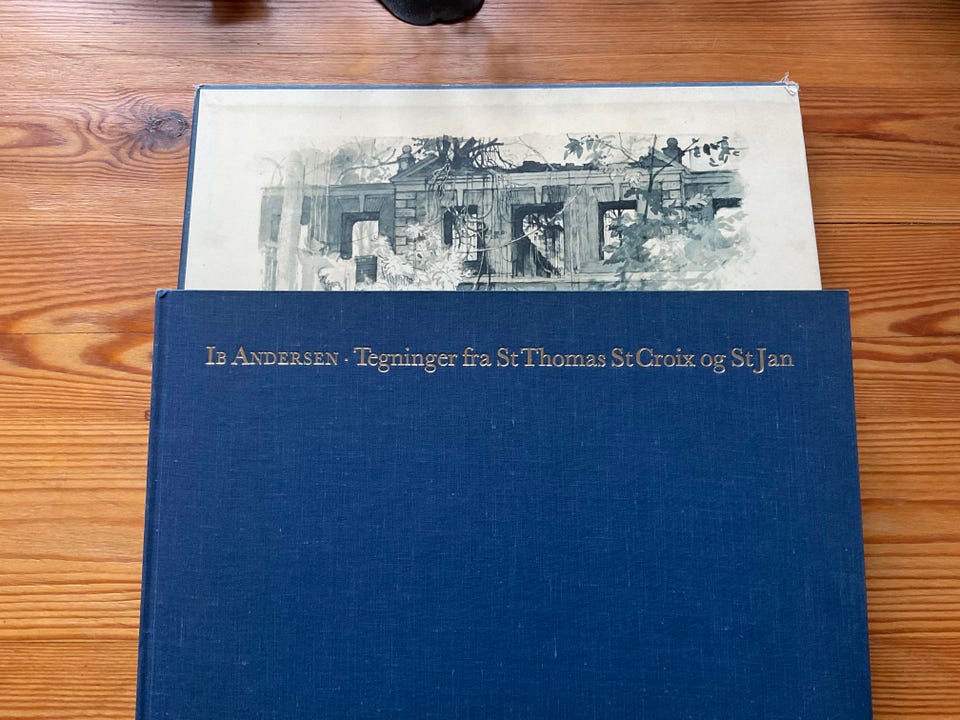 Ib Andersen · Tegninger fra St Thomas St Croix og St Jan